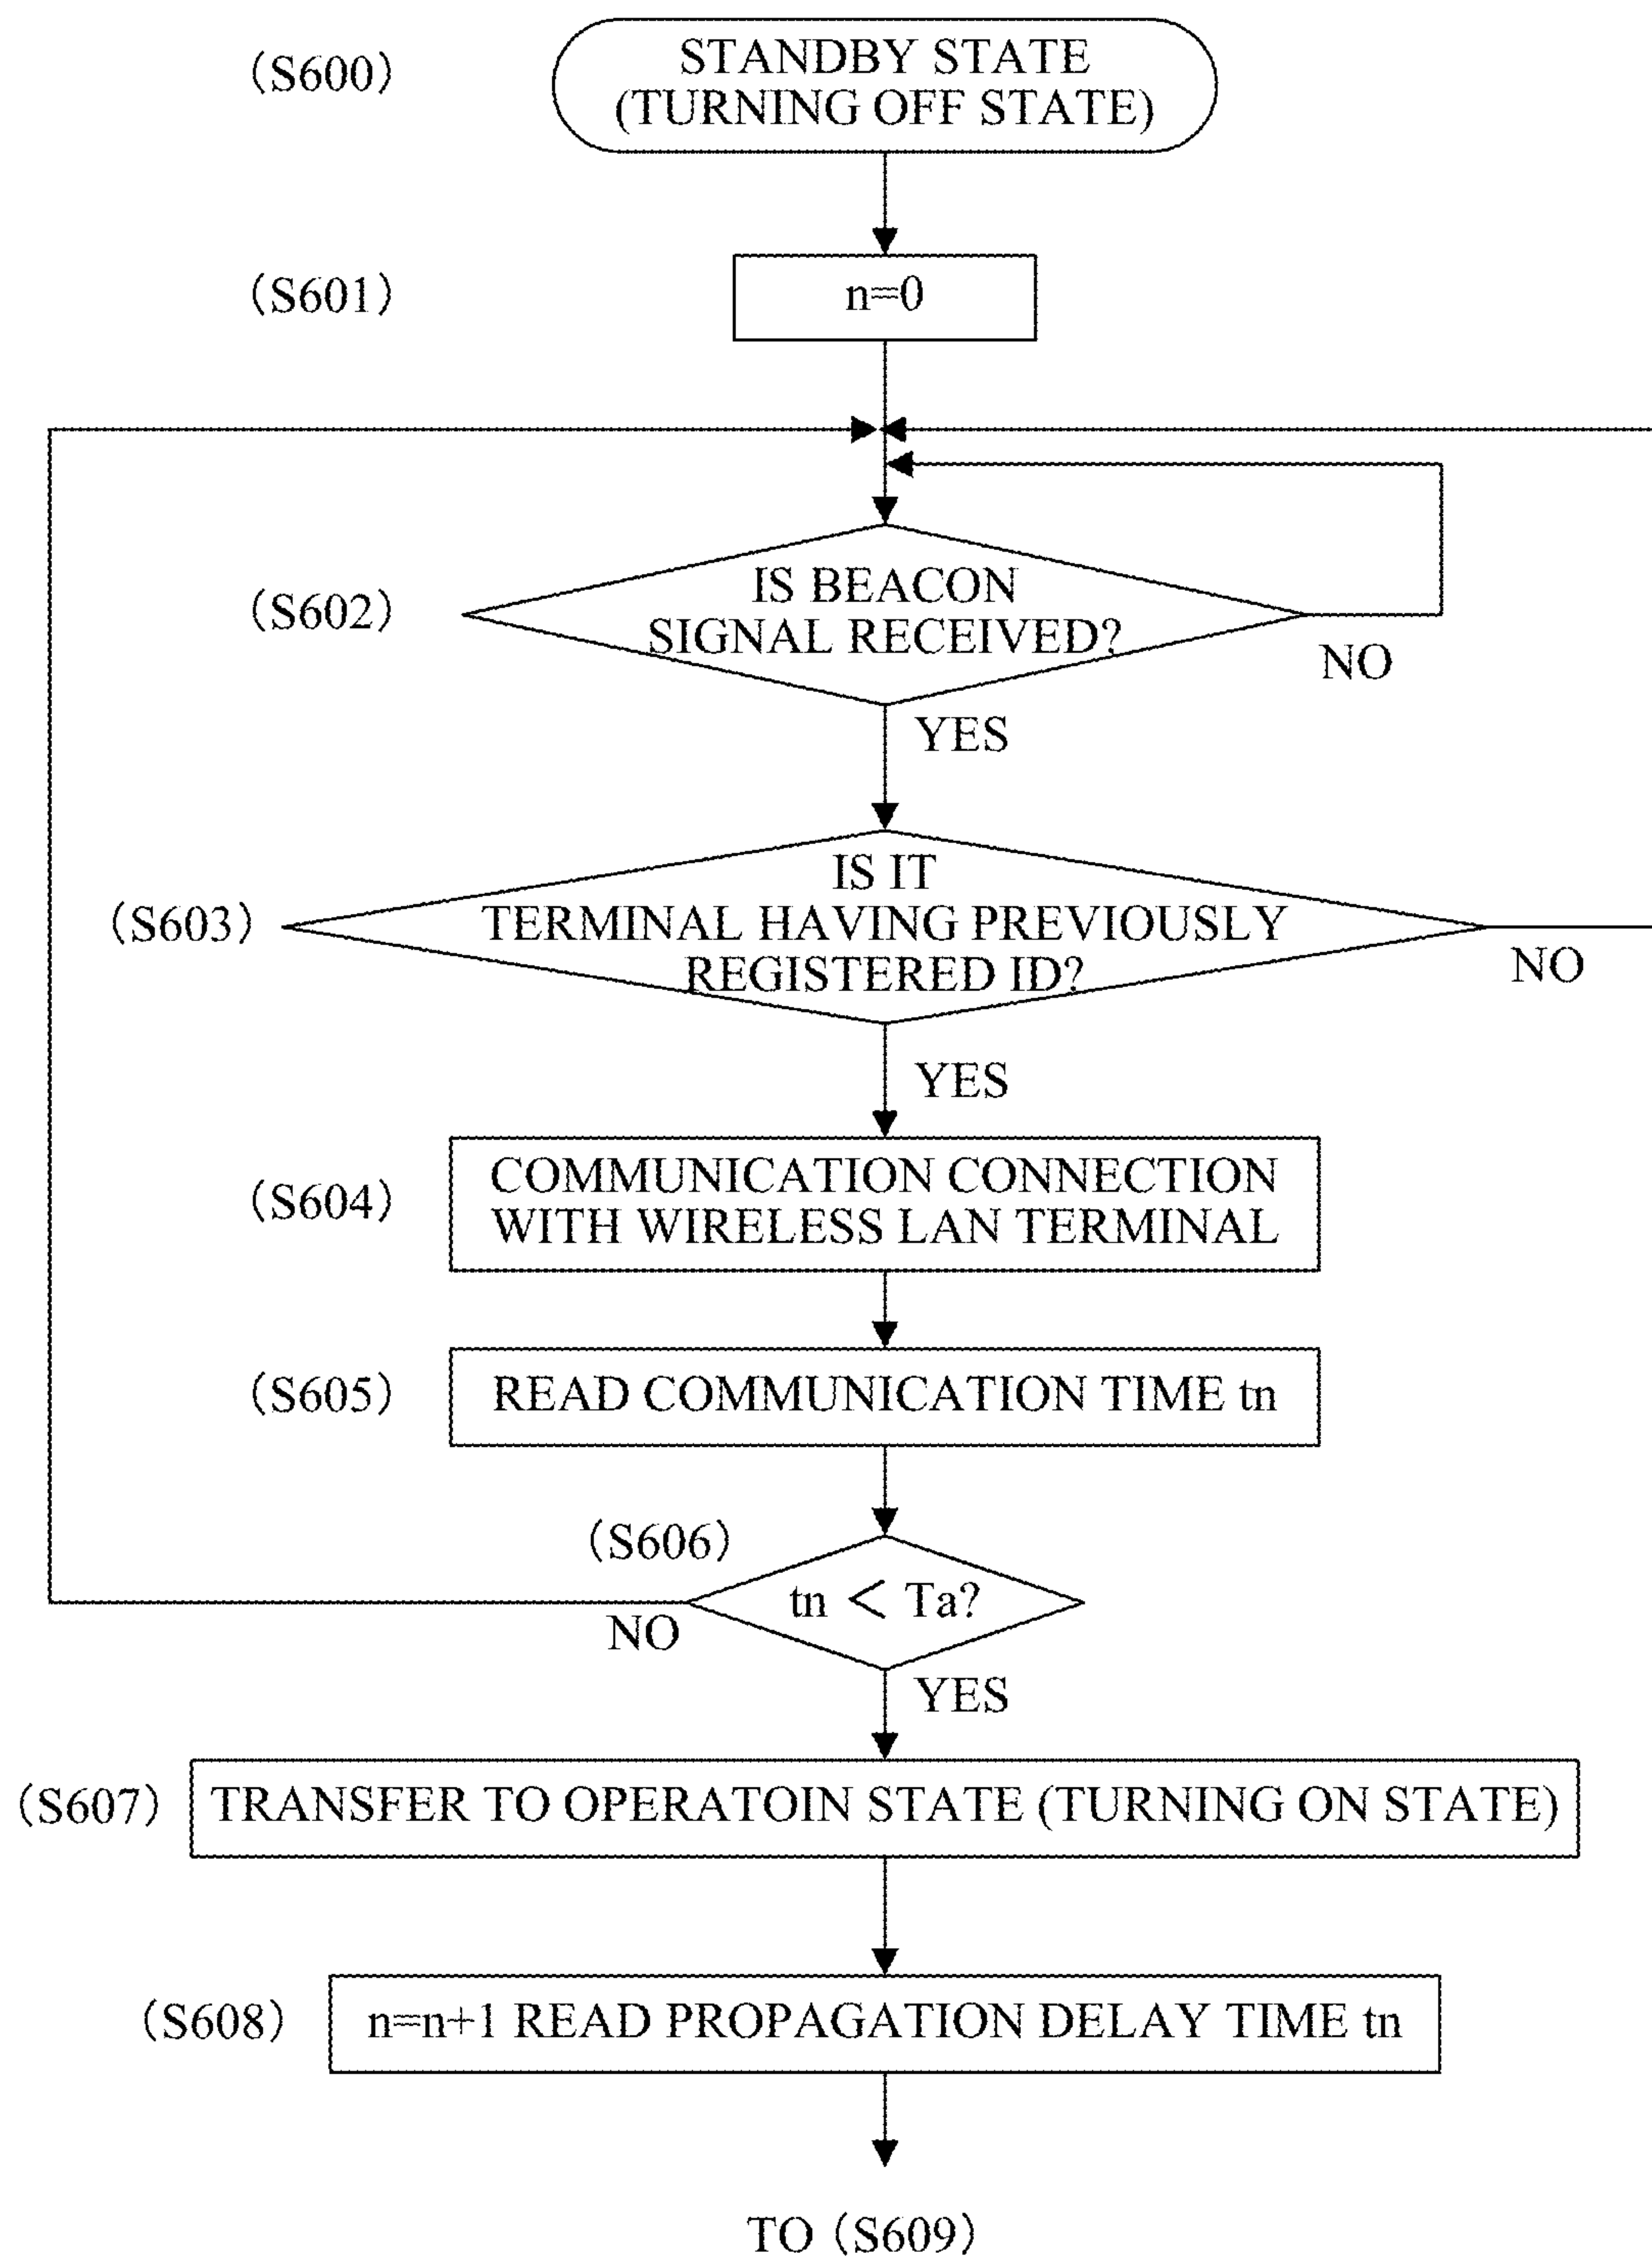 (S600)
STANDBY STATE
(TURNING OFF STATE)
(S601)
n=0
(S602)
IS BEACON
SIGNAL RECEIVED?
NO
YES
(S603)
IS IT
TERMINAL HAVING PREVIOUSLY
REGISTERED ID?
NO
YES
(S604)
COMMUNICATION CONNECTION
WITH WIRELESS LAN TERMINAL
(S605)
READ COMMUNICATION TIME tn
(S606)
tn < Ta?
NO
YES
(S607)
TRANSFER TO OPERATOIN STATE (TURNING ON STATE)
(S608)
n=n+1 READ PROPAGATION DELAY TIME tn
TO (S609)